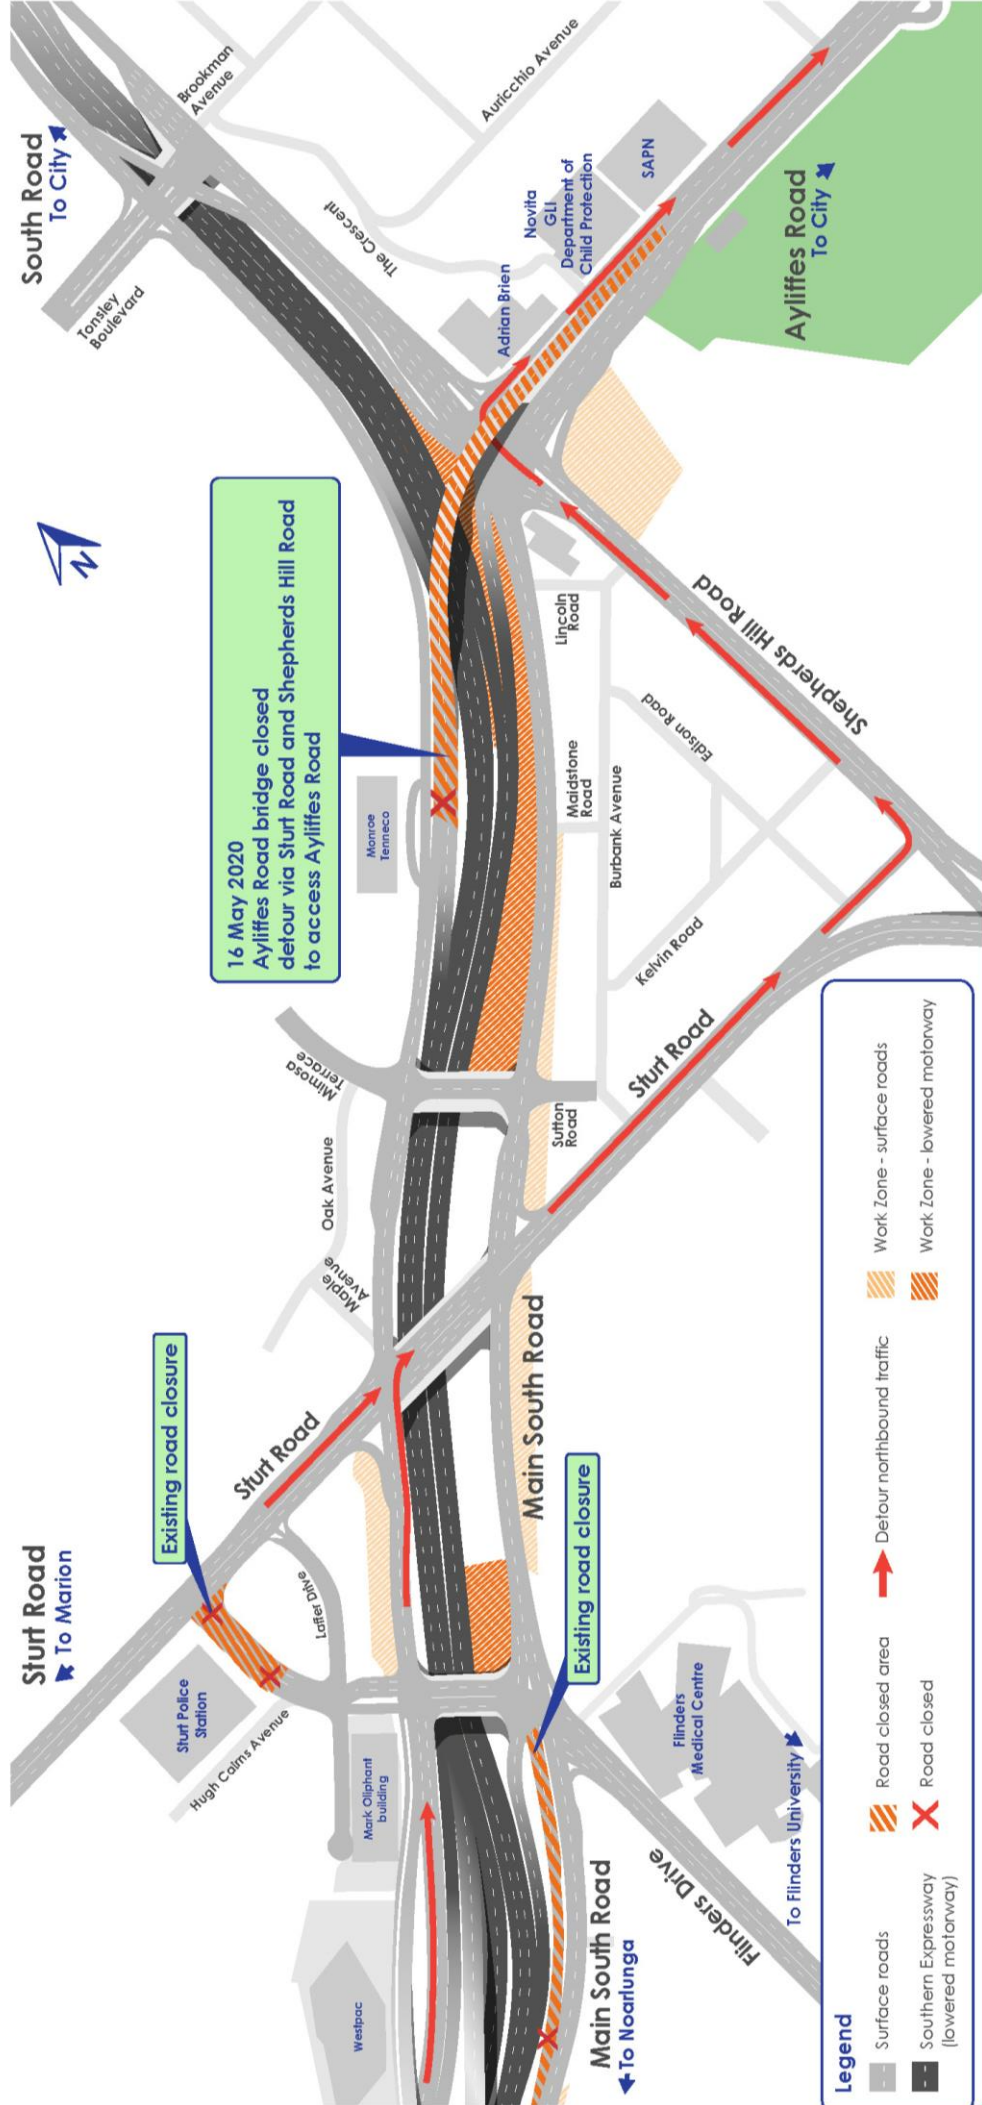 South Road
To City
Tonsley
Boulevard
Brookman
Avenue
Auricchio Avenue
The Crescent
Novita
GLI
Department of
Child Protection
SAPN
Adrian Brien
Ayliffes Road
To City
N
16 May 2020
Ayliffes Road bridge closed
detour via Sturt Road and Shepherds Hill Road
to access Ayliffes Road
Monroe
Tenneco
Lincoln
Road
Shepherds Hill Road
Edison Road
Maidstone
Road
Burbank Avenue
Kelvin Road
Mimosa
Terrace
Oak Avenue
Maple
Avenue
Sutton
Road
Sturt Road
Existing road closure
Sturt Road
Main South Road
Sturt Road
To Marion
Sturt Police
Station
Laffer Drive
Hugh Cairns Avenue
Mark Oliphant
building
Existing road closure
Flinders
Medical Centre
To Flinders University
Flinders Drive
Westpac
Main South Road
To Noarlunga
Legend
Surface roads
Southern Expressway
(lowered motorway)
Road closed area
Road closed
Detour northbound traffic
Work Zone - surface roads
Work Zone - lowered motorway